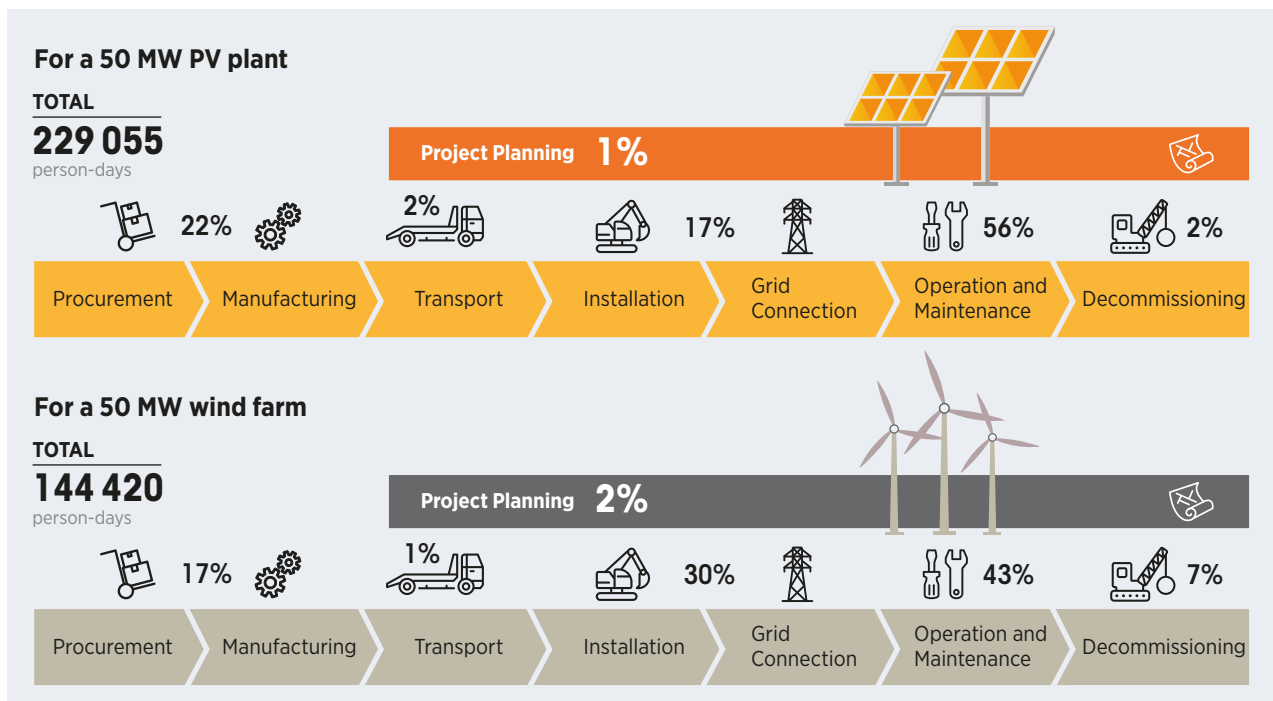 For a 50 MW PV plant
TOTAL
229 055
person-days
Project Planning 1%
22%
2%
17%
56%
2%
Procurement
Manufacturing
Transport
Installation
Grid
Connection
Operation and
Maintenance
Decommissioning
For a 50 MW wind farm
TOTAL
144 420
person-days
Project Planning 2%
17%
1%
30%
43%
7%
Procurement
Manufacturing
Transport
Installation
Grid
Connection
Operation and
Maintenance
Decommissioning